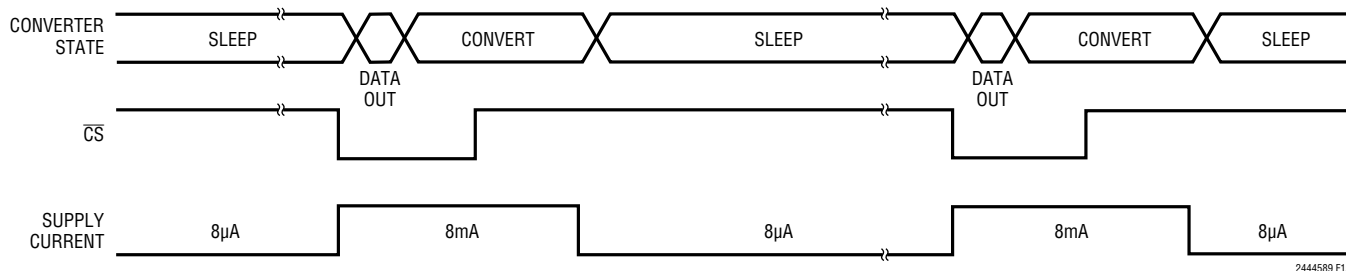 CONVERTER
STATE
SLEEP
CONVERT
SLEEP
CONVERT
SLEEP
DATA
OUT
DATA
OUT
CS
SUPPLY
CURRENT
8µA
8mA
8µA
8mA
8µA
2444589 F1